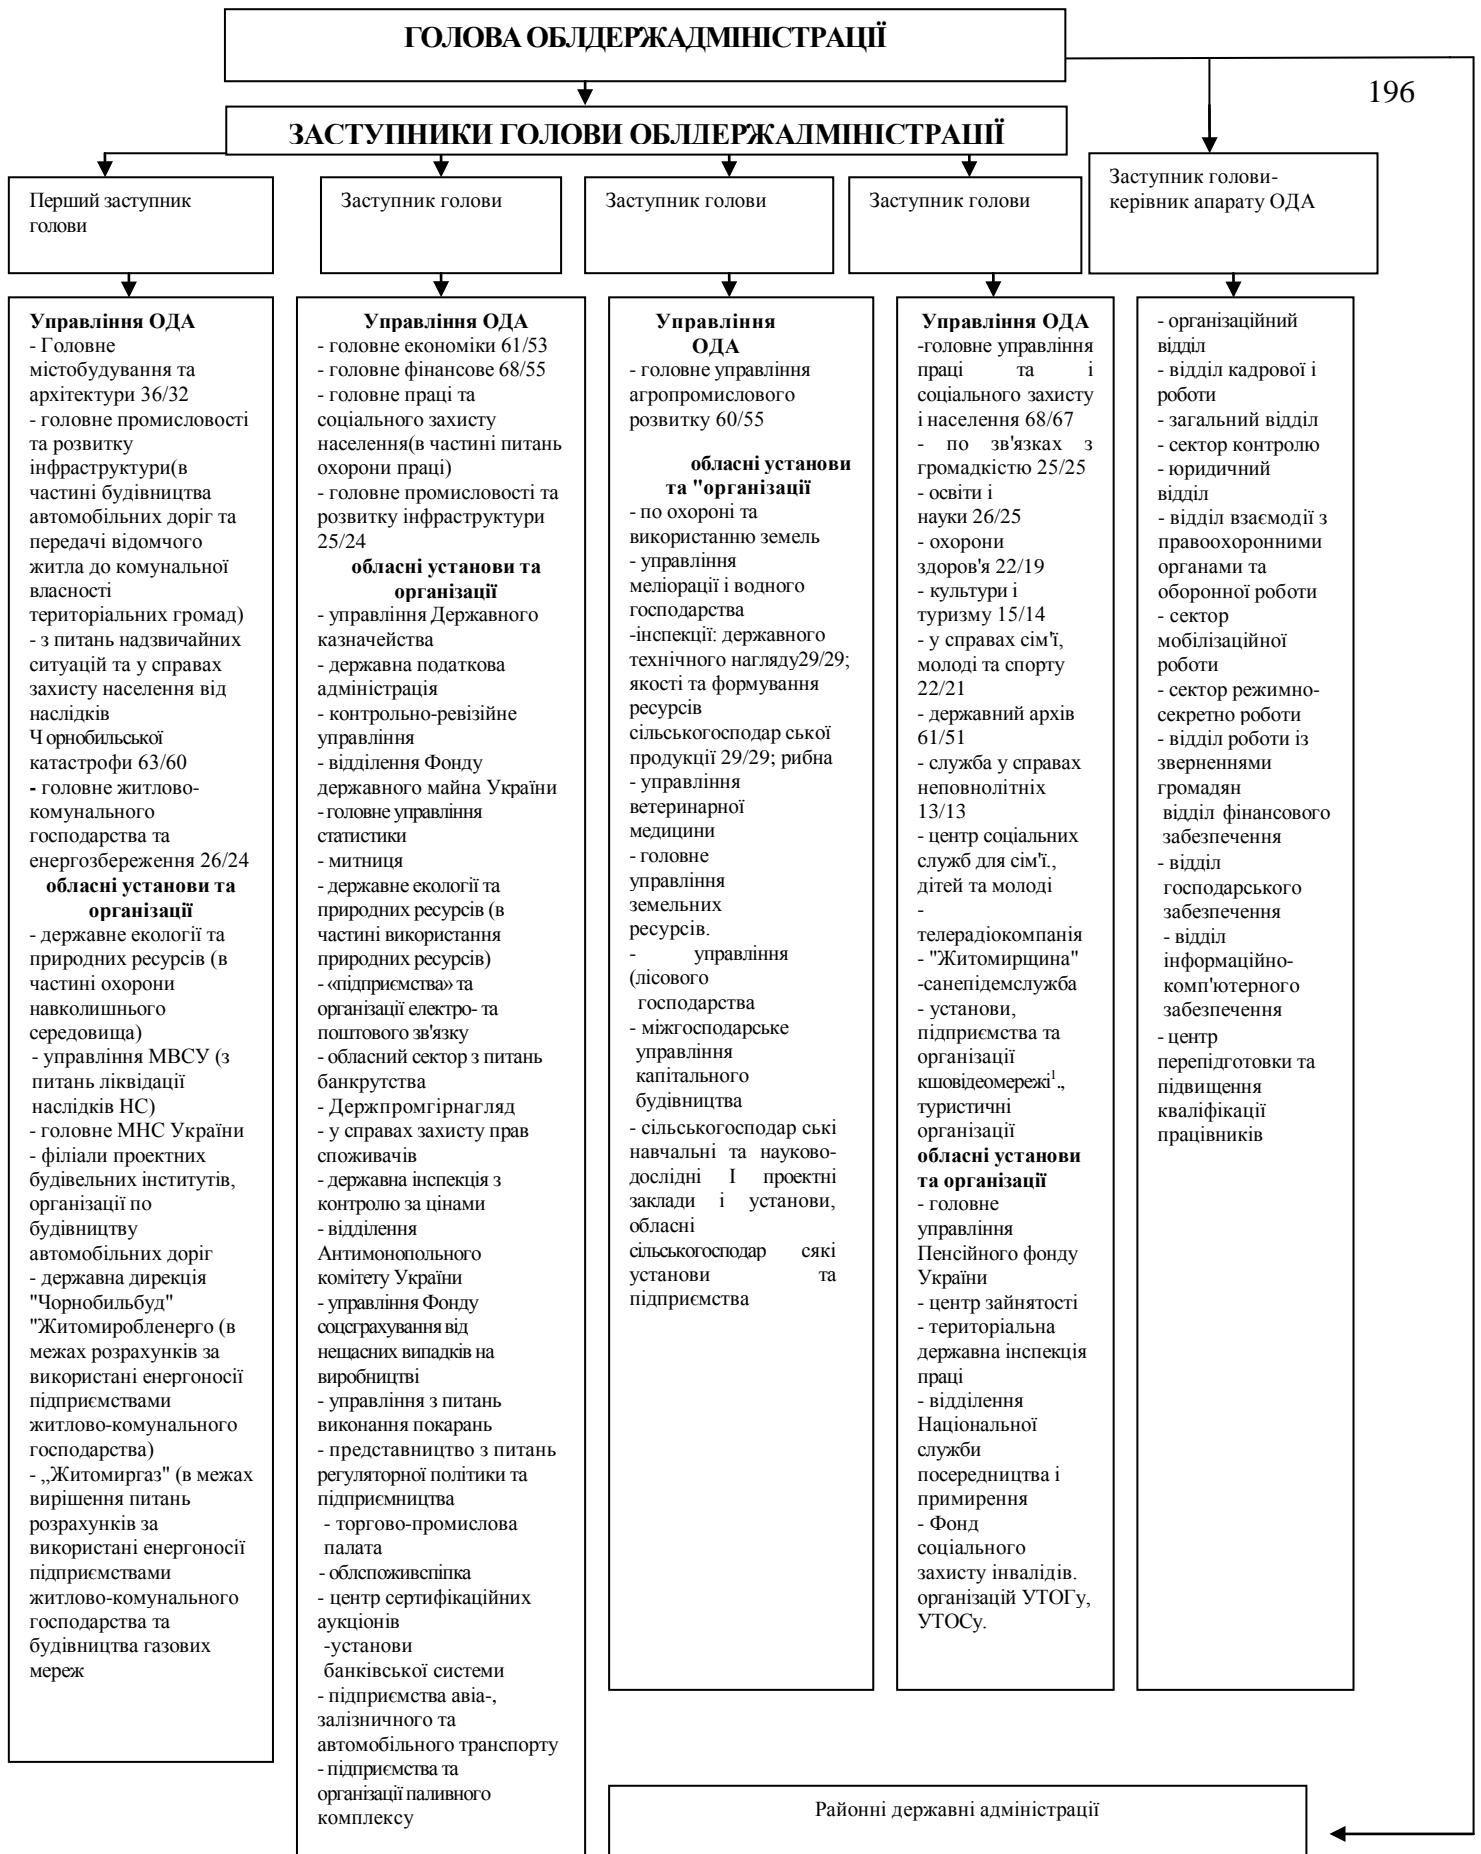 ГОЛОВА ОБЛДЕРЖАДМІНІСТРАЦІЇ
196
ЗАСТУПНИКИ ГОЛОВИ ОБЛДЕРЖАДМІНІСТРАЦІЇ
Перший заступник
голови
Заступник голови
Заступник голови
Заступник голови
Заступник голови-
керівник апарату ОДА
Управління ОДА
- Головне
містобудування та
архітектури 36/32
- головне промисловості
та розвитку
інфраструктури(в
частині будівництва
автомобільних доріг та
передачі відомчого
житла до комунальної
власності
територіальних громад)
- з питань надзвичайних
ситуацій та у справах
захисту населення від
наслідків
Ч орнобильської
катастрофи 63/60
- головне житлово-
комунального
господарства та
енергозбереження 26/24
обласні установи та
організації
- державне екології та
природних ресурсів (в
частині охорони
навколишнього
середовища)
- управління МВСУ (з
питань ліквідації
наслідків НС)
- головне МНС України
- філіали проектних
будівельних інститутів,
організації по
будівництву
автомобільних доріг
- державна дирекція
"Чорнобильбуд"
"Житомиробленерго (в
межах розрахунків за
використані енергоносії
підприємствами
житлово-комунального
господарства)
- „Житомиргаз" (в межах
вирішення питань
розрахунків за
використані енергоносії
підприємствами
житлово-комунального
господарства та
будівництва газових
мереж
Управління ОДА
- головне економіки 61/53
- головне фінансове 68/55
- головне праці та
соціального захисту
населення(в частині питань
охорони праці)
- головне промисловості та
розвитку інфраструктури
25/24
обласні установи та
організації
- управління Державного
казначейства
- державна податкова
адміністрація
- контрольно-ревізійне
управління
- відділення Фонду
державного майна України
- головне управління
статистики
- митниця
- державне екології та
природних ресурсів (в
частині використання
природних ресурсів)
- «підприємства» та
організації електро- та
поштового зв'язку
- обласний сектор з питань
банкрутства
- Держпромгірнагляд
- у справах захисту прав
споживачів
- державна інспекція з
контролю за цінами
- відділення
Антимонопольного
комітету України
- управління Фонду
соцсграхування від
нещасних випадків на
виробництві
- управління з питань
виконання покарань
- представництво з питань
регуляторної політики та
підприємництва
- торгово-промислова
палата
- облспоживспіпка
- центр сертифікаційних
аукціонів
-установи
банківської системи
- підприємства авіа-,
залізничного та
автомобільного транспорту
- підприємства та
організації паливного
комплексу
Управління
ОДА
- головне управління
агропромислового
розвитку 60/55
обласні установи
та "організації
- по охороні та
використанню земель
- управління
меліорації і водного
господарства
-інспекції: державного
технічного нагляду29/29;
якості та формування
ресурсів
сільськогосподар ської
продукції 29/29; рибна
- управління
ветеринарної
медицини
- головне
управління
земельних
ресурсів.
- управління
(лісового
господарства
- міжгосподарське
управління
капітального
будівництва
- сільськогосподар ські
навчальні та науково-
дослідні І проектні
заклади і установи,
обласні
сільськогосподар сякі
установи та
підприємства
Управління ОДА
-головне управління
праці та і
соціального захисту
і населення 68/67
- по зв'язках з
громадкістю 25/25
- освіти і
науки 26/25
- охорони
здоров'я 22/19
- культури і
туризму 15/14
- у справах сім'ї,
молоді та спорту
22/21
- державний архів
61/51
- служба у справах
неповнолітніх
13/13
- центр соціальних
служб для сім'ї.,
дітей та молоді
-
телерадіокомпанія
- "Житомирщина"
-санепідемслужба
- установи,
підприємства та
організації
кшовідеомережі¹.,
туристичні
організації
обласні установи
та організації
- головне
управління
Пенсійного фонду
України
- центр зайнятості
- територіальна
державна інспекція
праці
- відділення
Національної
служби
посередництва і
примирення
- Фонд
соціального
захисту інвалідів.
організацій УТОГу,
УТОСу.
- організаційний
відділ
- відділ кадрової і
роботи
- загальний відділ
- сектор контролю
- юридичний
відділ
- відділ взаємодії з
правоохоронними
органами та
оборонної роботи
- сектор
мобілізаційної
роботи
- сектор режимно-
секретно роботи
- відділ роботи із
зверненнями
громадян
відділ фінансового
забезпечення
- відділ
господарського
забезпечення
- відділ
інформаційно-
комп'ютерного
забезпечення
- центр
перепідготовки та
підвищення
кваліфікації
працівників
Районні державні адміністрації